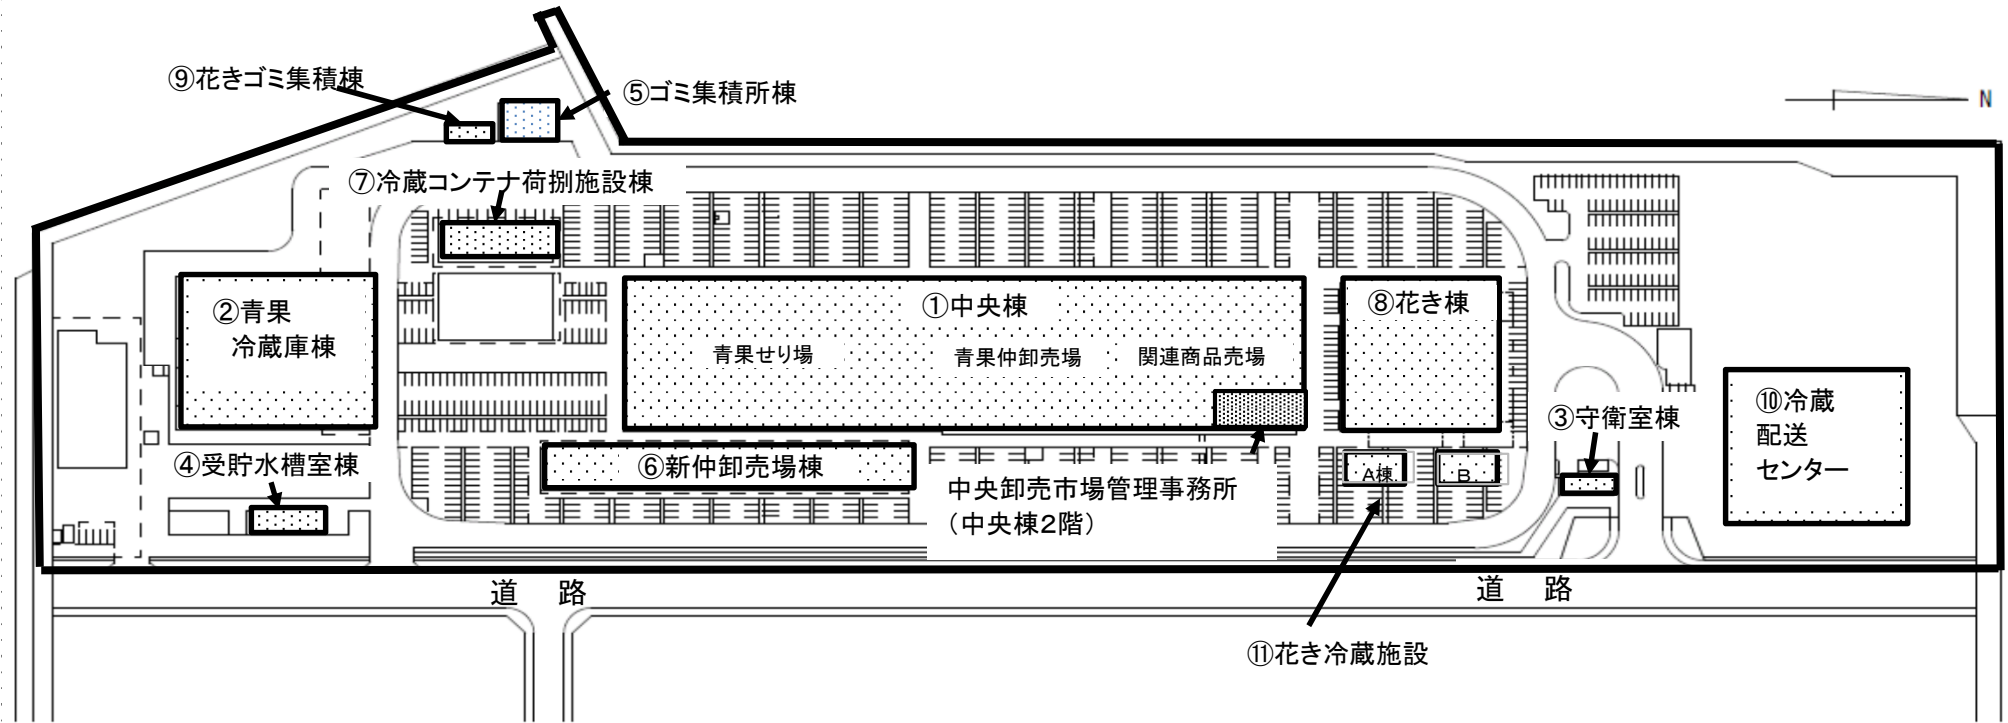 ⑨花きゴミ集積棟
⑤ゴミ集積所棟
N
⑦冷蔵コンテナ荷捌施設棟
②青果
冷蔵庫棟
①中央棟
青果せり場
青果仲卸売場
関連商品売場
⑧花き棟
③守衛室棟
⑩冷蔵
配送
センター
④受貯水槽室棟
⑥新仲卸売場棟
中央卸売市場管理事務所
（中央棟2階）
A棟
B
道　路
道　路
⑪花き冷蔵施設